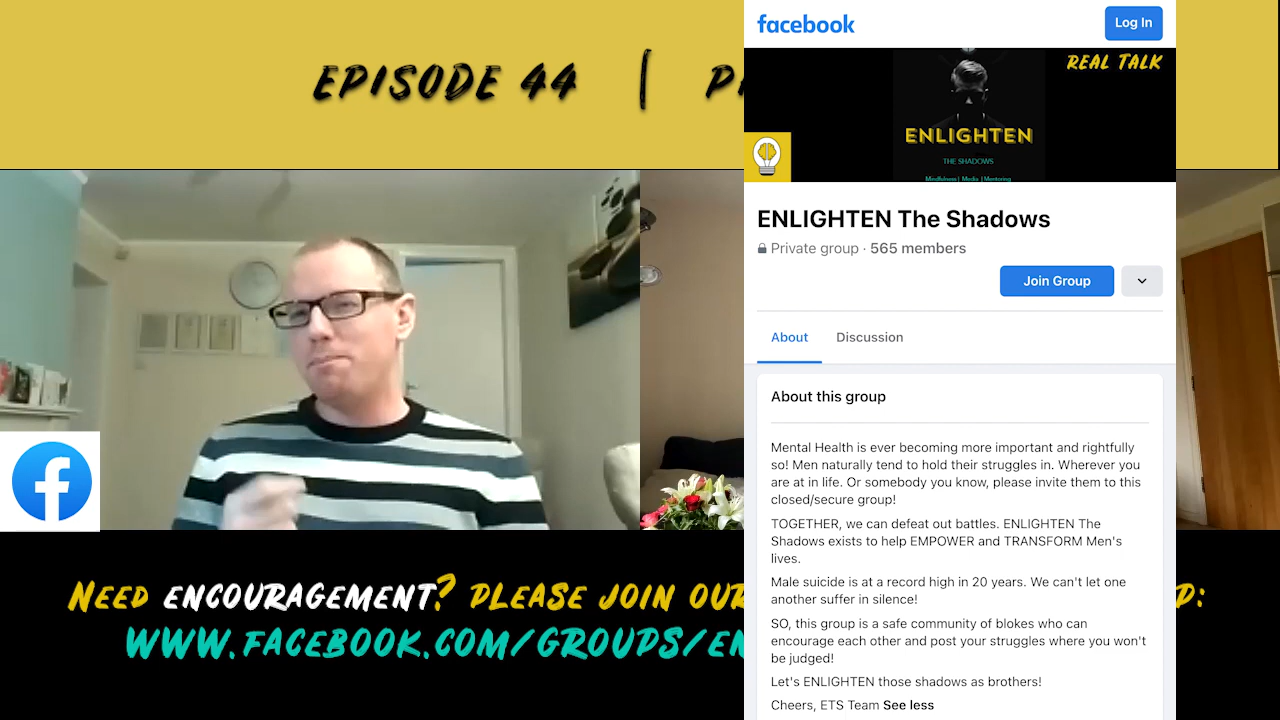 EPISODE 44 |
facebook
Log In
REAL TALK
ENLIGHTEN
THE SHADOWS
Mindfulness | Media | Mentoring
ENLIGHTEN The Shadows
Private group · 565 members
Join Group
About
Discussion
About this group
Mental Health is ever becoming more important and rightfully
so! Men naturally tend to hold their struggles in. Wherever you
are at in life. Or somebody you know, please invite them to this
closed/secure group!
TOGETHER, we can defeat out battles. ENLIGHTEN The
Shadows exists to help EMPOWER and TRANSFORM Men's
lives.
Male suicide is at a record high in 20 years. We can't let one
another suffer in silence!
SO, this group is a safe community of blokes who can
encourage each other and post your struggles where you won't
be judged!
Let's ENLIGHTEN those shadows as brothers!
Cheers, ETS Team See less
NEED ENCOURAGEMENT? PLEASE JOIN OUR
WWW.FACEBOOK.COM/GROUPS/EN